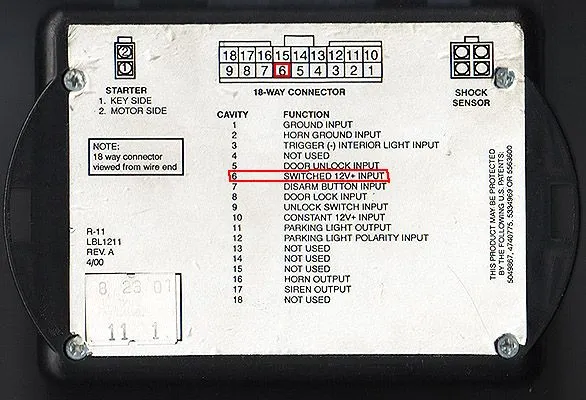 2
1
STARTER
1. KEY SIDE
2. MOTOR SIDE
18 17 16 15 14 13 12 11 10
9 8 7 6 5 4 3 2 1
18-WAY CONNECTOR
SHOCK
SENSOR
NOTE:
18 way connector
viewed from wire end
CAVITY FUNCTION
1 GROUND INPUT
2 HORN GROUND INPUT
3 TRIGGER (-) INTERIOR LIGHT INPUT
4 NOT USED
5 DOOR UNLOCK INPUT
6 SWITCHED 12V+ INPUT
7 DISARM BUTTON INPUT
8 DOOR LOCK INPUT
9 UNLOCK SWITCH INPUT
10 CONSTANT 12V+ INPUT
11 PARKING LIGHT OUTPUT
12 PARKING LIGHT POLARITY INPUT
13 NOT USED
14 NOT USED
15 NOT USED
16 HORN OUTPUT
17 SIREN OUTPUT
18 NOT USED
R-11
LBL1211
REV. A
4/00
8 23 01
11 1
THIS PRODUCT MAY BE PROTECTED
BY THE FOLLOWING U.S. PATENTS:
5049867, 4740775, 5334969 OR 5563600